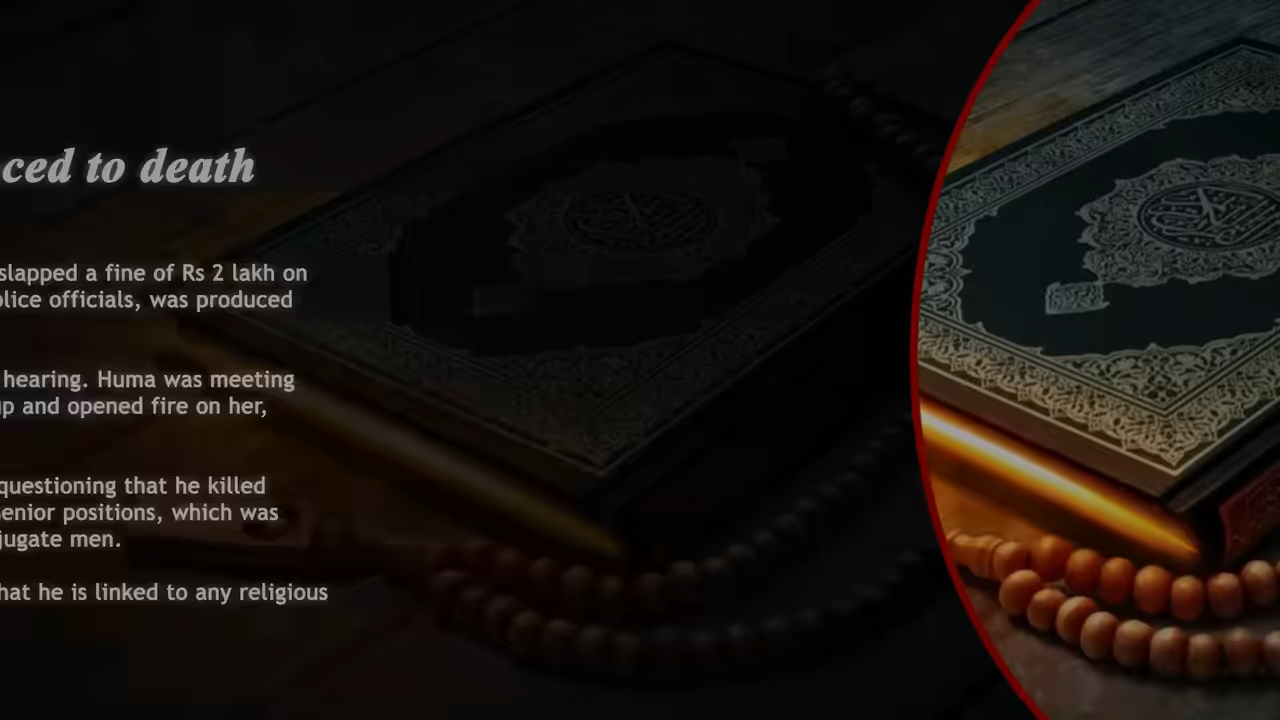 ced to death
slapped a fine of Rs 2 lakh on
olice officials, was produced
hearing. Huma was meeting
up and opened fire on her,
questioning that he killed
senior positions, which was
jugate men.
hat he is linked to any religious